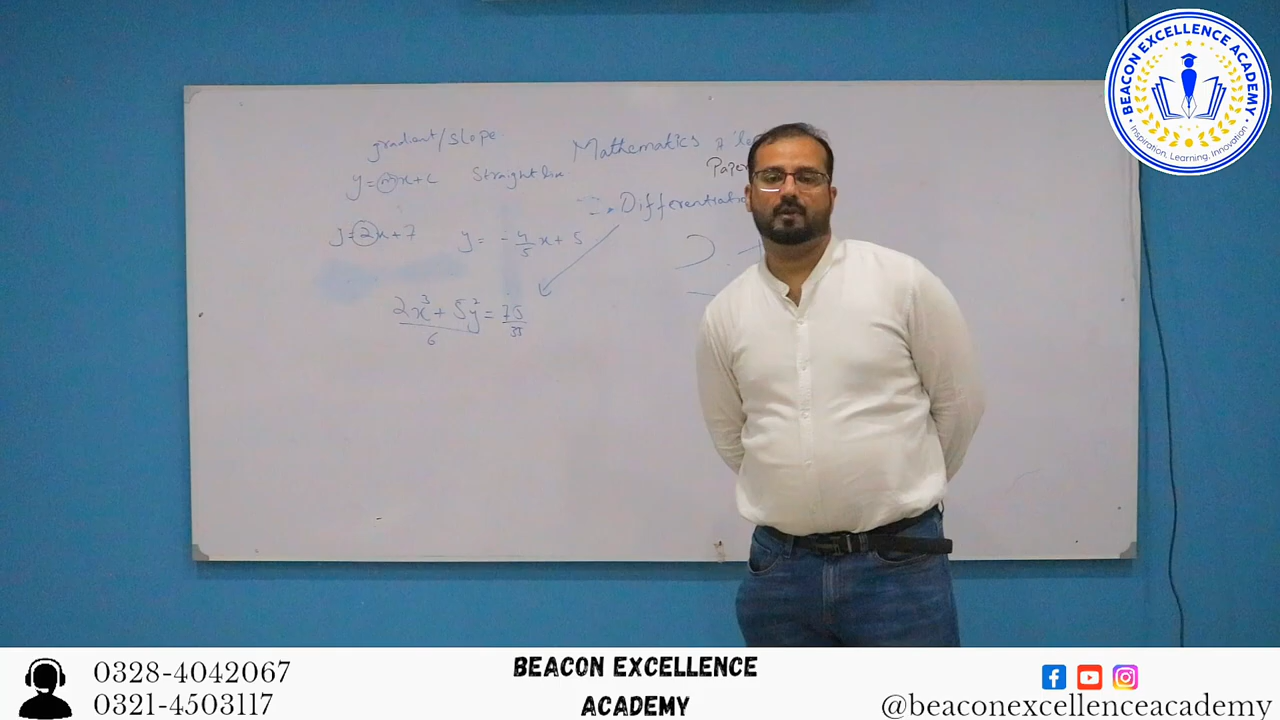 BEACON EXCELLENCE ACADEMY
• Inspiration, Learning, Innovation •
gradient/slope
Mathematics A
Paper
y = mx + c Straight line
Differentiatio
y = 2x + 7 y = - 4/5 x + 5
2x³ + 5y² = 75
6 35
0328-4042067
0321-4503117
BEACON EXCELLENCE
ACADEMY
@beaconexcellenceacademy